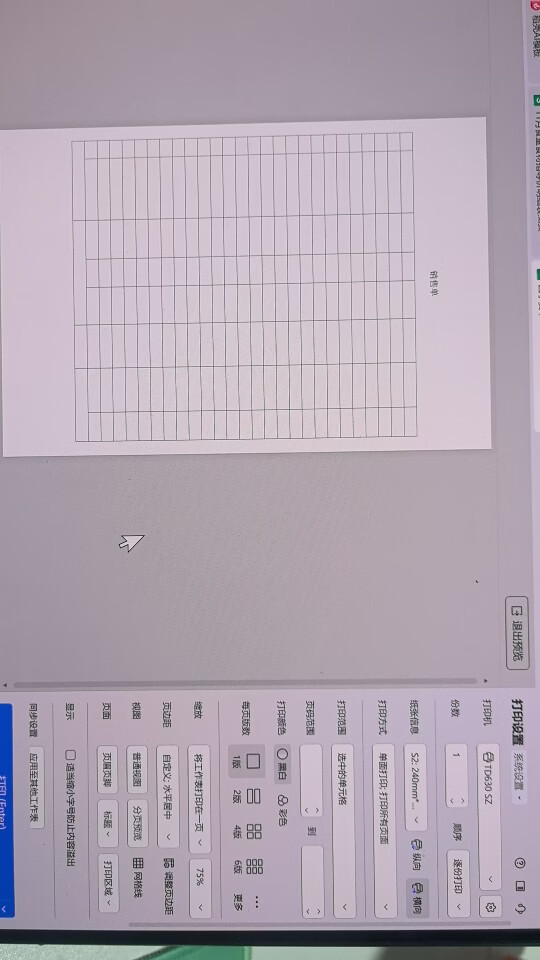 稻壳AI模板
销售单
退出预览
打印设置 系统设置
打印机 TD630 SZ
份数 1 顺序 逐份打印
纸张信息 S2: 240mm*... 纵向 横向
打印方式 单面打印: 打印所有页面
打印范围 选中的单元格
页码范围 到
打印颜色 黑白 彩色
每页版数 1版 2版 4版 6版 更多
缩放 将工作表打印在一页 75%
页边距 自定义: 水平居中 调整页边距
视图 普通视图 分页预览 网格线
页面 页眉页脚 标题 打印区域
显示 适当缩小字号防止内容溢出
同步设置 应用至其他工作表
打印 (Enter)